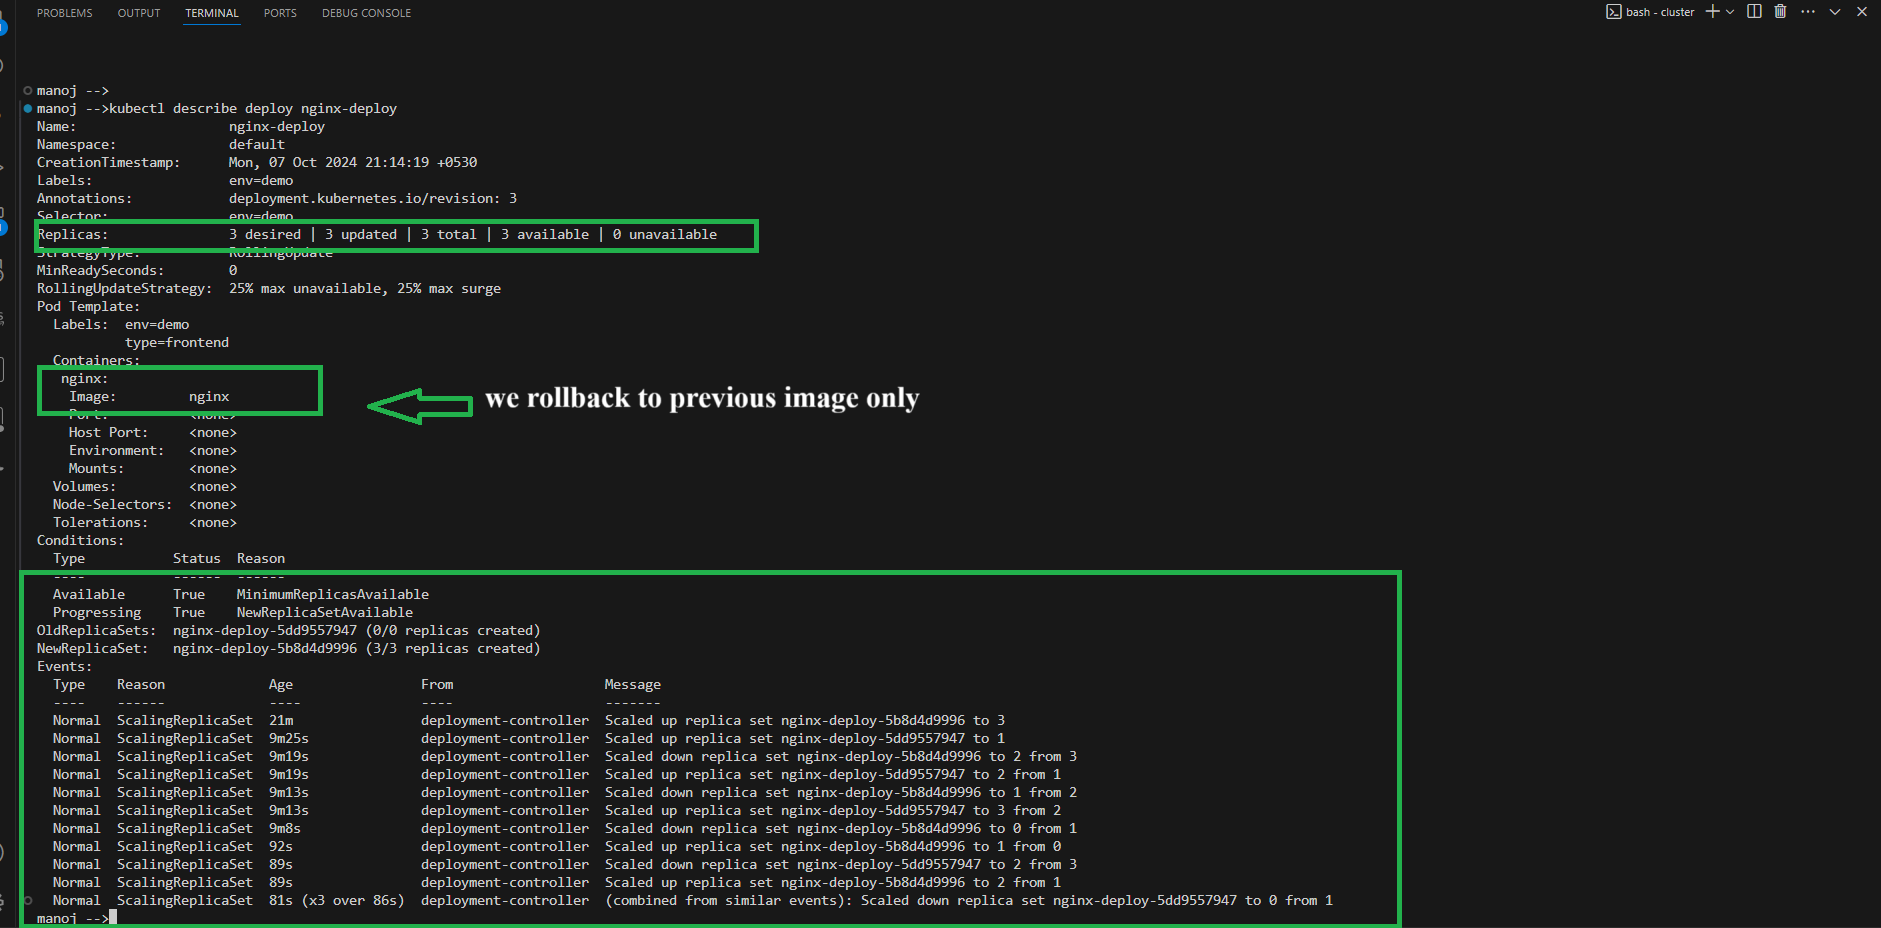 PROBLEMS OUTPUT TERMINAL PORTS DEBUG CONSOLE bash - cluster
manoj -->
manoj -->kubectl describe deploy nginx-deploy
Name: nginx-deploy
Namespace: default
CreationTimestamp: Mon, 07 Oct 2024 21:14:19 +0530
Labels: env=demo
Annotations: deployment.kubernetes.io/revision: 3
Selector: env=demo
Replicas: 3 desired | 3 updated | 3 total | 3 available | 0 unavailable
StrategyType: RollingUpdate
MinReadySeconds: 0
RollingUpdateStrategy: 25% max unavailable, 25% max surge
Pod Template:
Labels: env=demo
type=frontend
Containers:
nginx:
Image: nginx
we rollback to previous image only
Port: <none>
Host Port: <none>
Environment: <none>
Mounts: <none>
Volumes: <none>
Node-Selectors: <none>
Tolerations: <none>
Conditions:
Type Status Reason
---- ------ ------
Available True MinimumReplicasAvailable
Progressing True NewReplicaSetAvailable
OldReplicaSets: nginx-deploy-5dd9557947 (0/0 replicas created)
NewReplicaSet: nginx-deploy-5b8d4d9996 (3/3 replicas created)
Events:
Type Reason Age From Message
---- ------ ---- ---- -------
Normal ScalingReplicaSet 21m deployment-controller Scaled up replica set nginx-deploy-5b8d4d9996 to 3
Normal ScalingReplicaSet 9m25s deployment-controller Scaled up replica set nginx-deploy-5dd9557947 to 1
Normal ScalingReplicaSet 9m19s deployment-controller Scaled down replica set nginx-deploy-5b8d4d9996 to 2 from 3
Normal ScalingReplicaSet 9m19s deployment-controller Scaled up replica set nginx-deploy-5dd9557947 to 2 from 1
Normal ScalingReplicaSet 9m13s deployment-controller Scaled down replica set nginx-deploy-5b8d4d9996 to 1 from 2
Normal ScalingReplicaSet 9m13s deployment-controller Scaled up replica set nginx-deploy-5dd9557947 to 3 from 2
Normal ScalingReplicaSet 9m8s deployment-controller Scaled down replica set nginx-deploy-5b8d4d9996 to 0 from 1
Normal ScalingReplicaSet 92s deployment-controller Scaled up replica set nginx-deploy-5b8d4d9996 to 1 from 0
Normal ScalingReplicaSet 89s deployment-controller Scaled down replica set nginx-deploy-5dd9557947 to 2 from 3
Normal ScalingReplicaSet 89s deployment-controller Scaled up replica set nginx-deploy-5b8d4d9996 to 2 from 1
Normal ScalingReplicaSet 81s (x3 over 86s) deployment-controller (combined from similar events): Scaled down replica set nginx-deploy-5dd9557947 to 0 from 1
manoj -->